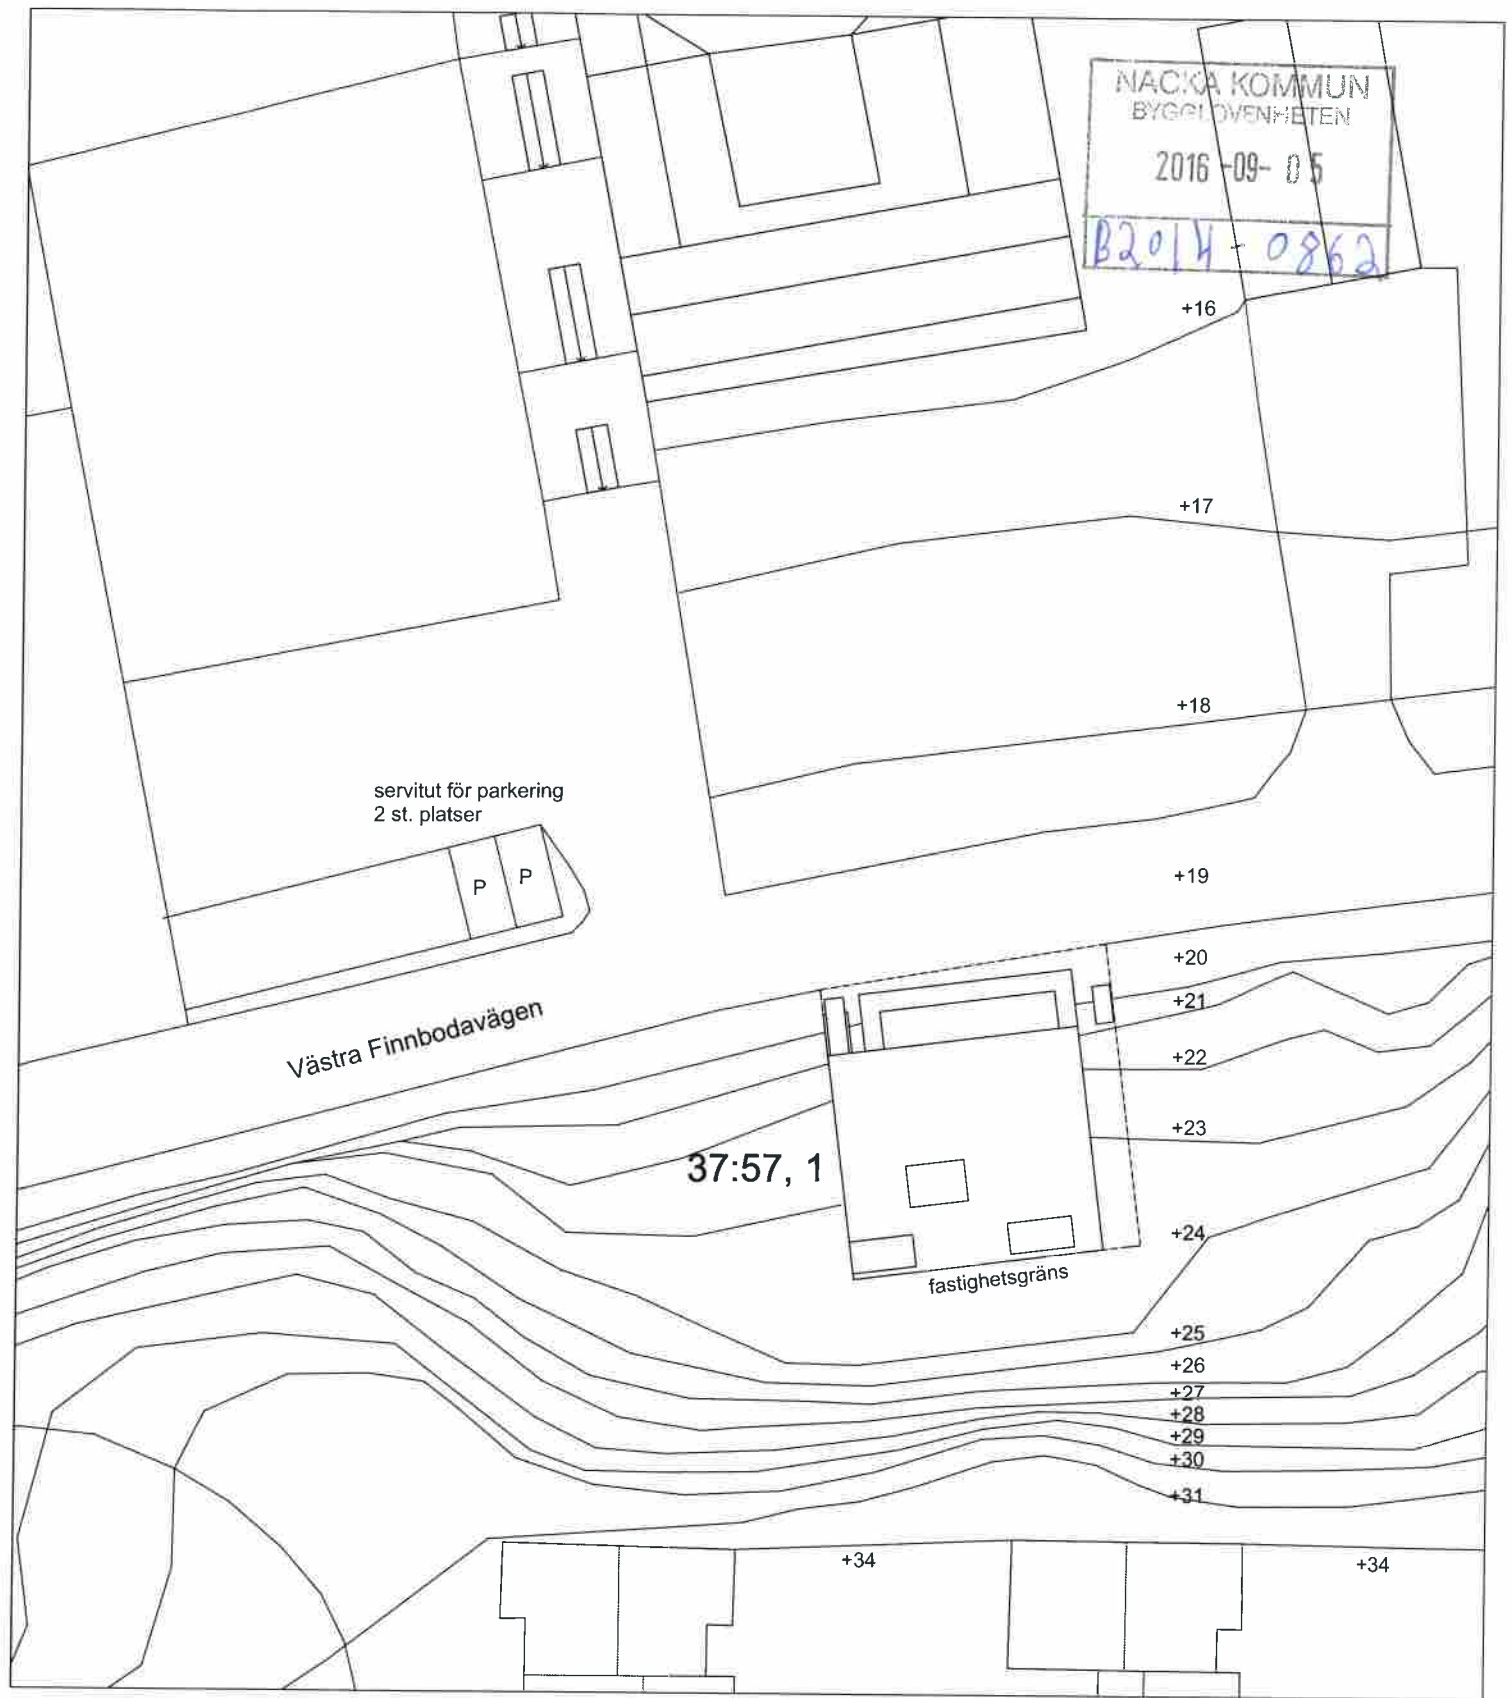 NACKA KOMMUN
BYGGLOVENHETEN
2016-09-05
B2014-0862
+16
+17
+18
servitut för parkering
2 st. platser
P P
+19
+20
+21
Västra Finnbodavägen
+22
+23
37:57, 1
+24
fastighetsgräns
+25
+26
+27
+28
+29
+30
+31
+34 +34